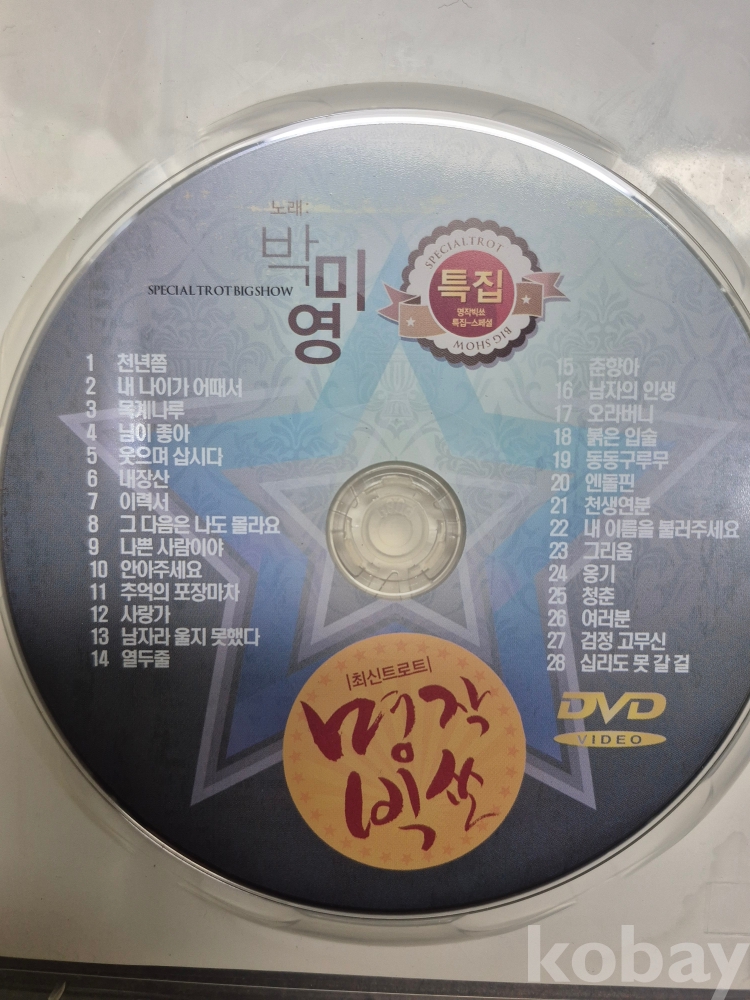 노래:
박미영
SPECIAL TROT BIG SHOW
SPECIAL TROT
특집
명작빅쑈
특집-스페셜
BIG SHOW
1 천년쯤
2 내 나이가 어때서
3 목계나루
4 님이 좋아
5 웃으며 삽시다
6 내장산
7 이력서
8 그 다음은 나도 몰라요
9 나쁜 사람이야
10 안아주세요
11 추억의 포장마차
12 사랑가
13 남자라 울지 못했다
14 열두줄
15 춘향아
16 남자의 인생
17 오라버니
18 붉은 입술
19 동동구루무
20 엔돌핀
21 천생연분
22 내 이름을 불러주세요
23 그리움
24 옹기
25 청춘
26 여러분
27 검정 고무신
28 십리도 못 갈 걸
|최신트로트|
명작
빅쑈
DVD
VIDEO
kobay